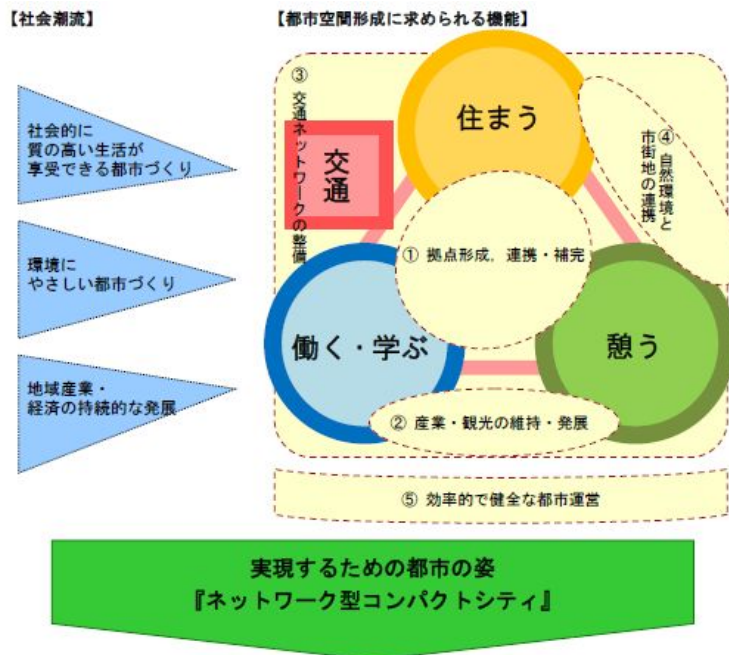 【社会潮流】
【都市空間形成に求められる機能】
社会的に
質の高い生活が
享受できる都市づくり
環境に
やさしい都市づくり
地域産業・
経済の持続的な発展
③ 交通ネットワークの整備
交通
住まう
④ 自然環境と
市街地の連携
① 拠点形成，連携・補完
働く・学ぶ
憩う
② 産業・観光の維持・発展
⑤ 効率的で健全な都市運営
実現するための都市の姿
『ネットワーク型コンパクトシティ』